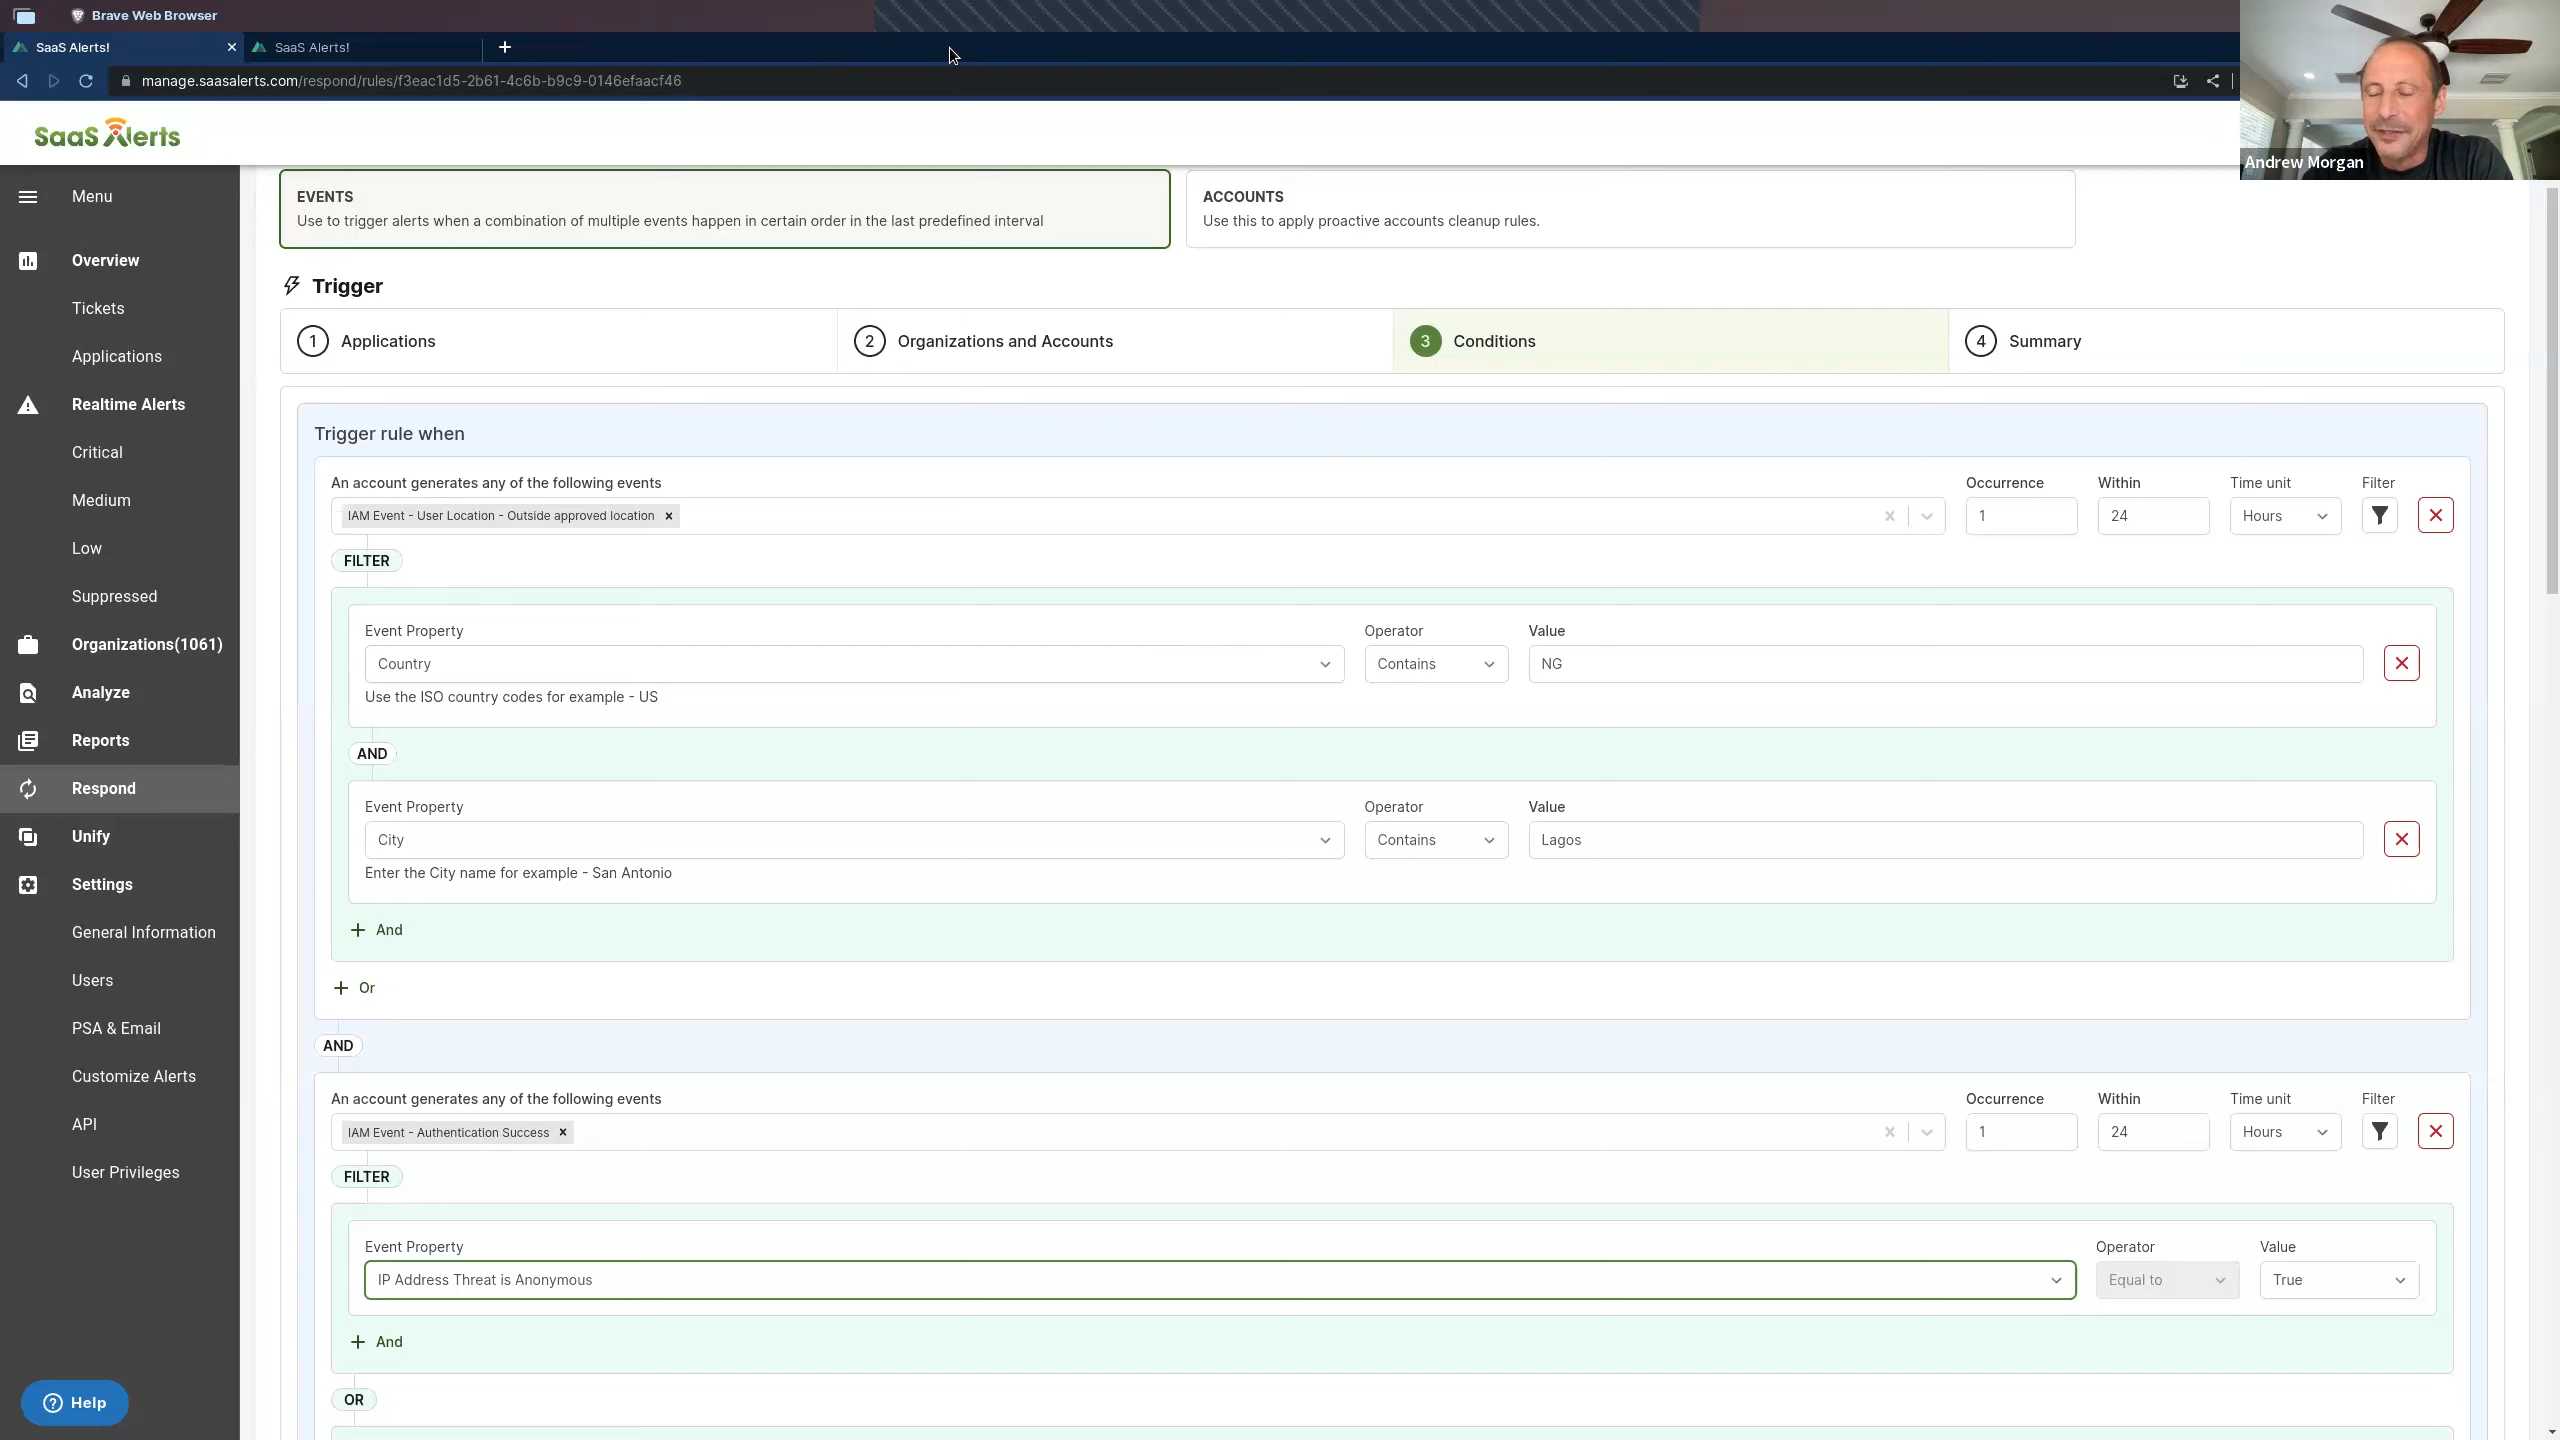 Brave Web Browser
SaaS Alerts!
SaaS Alerts!
manage.saasalerts.com/respond/rules/f3eac1d5-2b61-4c6b-b9c9-0146efaacf46
Andrew Morgan
SaaS Alerts
Menu
Overview
Tickets
Applications
Realtime Alerts
Critical
Medium
Low
Suppressed
Organizations(1061)
Analyze
Reports
Respond
Unify
Settings
General Information
Users
PSA & Email
Customize Alerts
API
User Privileges
Help
EVENTS
Use to trigger alerts when a combination of multiple events happen in certain order in the last predefined interval
ACCOUNTS
Use this to apply proactive accounts cleanup rules.
Trigger
1 Applications
2 Organizations and Accounts
3 Conditions
4 Summary
Trigger rule when
An account generates any of the following events Occurrence Within Time unit Filter
IAM Event - User Location - Outside approved location 1 24 Hours
FILTER
Event Property Operator Value
Country Contains NG
Use the ISO country codes for example - US
AND
Event Property Operator Value
City Contains Lagos
Enter the City name for example - San Antonio
And
Or
AND
An account generates any of the following events Occurrence Within Time unit Filter
IAM Event - Authentication Success 1 24 Hours
FILTER
Event Property Operator Value
IP Address Threat is Anonymous Equal to True
And
OR